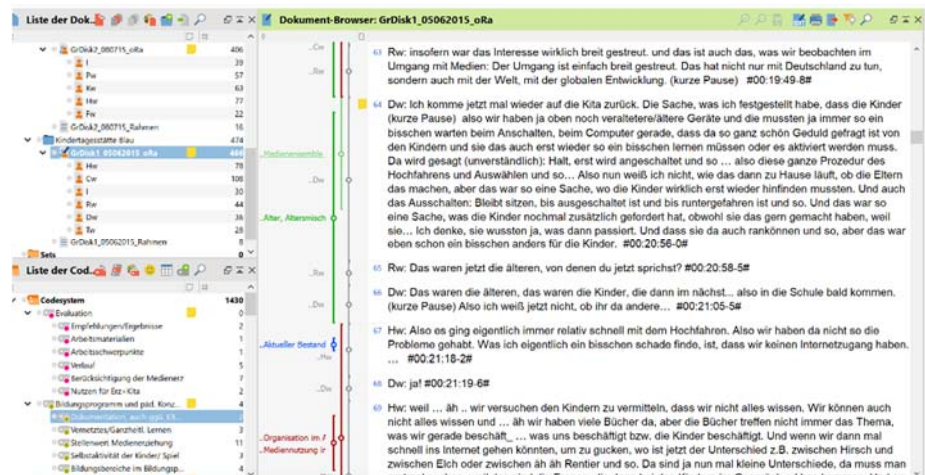 Liste der Dok...
GrDisk2_080715_oRa 406
I 39
Pw 57
Kw 63
Hw 77
Fw 22
GrDisk2_080715_Rahmen 16
Kindertagesstätte Blau 474
GrDisk1_05062015_oRa 466
Hw 78
Cw 108
I 30
Rw 44
Dw 36
Tw 28
GrDisk1_05062015_Rahmen 8
Sets 0
Liste der Cod...
Codesystem 1430
Evaluation 0
Empfehlungen/Ergebnisse 2
Arbeitsmaterialien 1
Arbeitsschwerpunkte 1
Verlauf 5
Berücksichtigung der Medienerz 7
Nutzen für Erz+Kita 2
Bildungsprogramm und päd. Konz... 4
Dokumentation, auch 2
Vernetztes/Ganzheitl. Lernen 3
Stellenwert Medienerziehung 11
Selbstaktivität der Kinder/ Spiel 3
Bildungsbereiche im Bildungsp... 4
Dokument-Browser: GrDisk1_05062015_oRa
..Cw
..Rw
..Medienensemble
..Dw
..Alter, Altersmisch
..Rw
..Dw
..Aktueller Bestand
..Hw
..Dw
..Organisation im A
..Mediennutzung ir
63 Rw: insofern war das Interesse wirklich breit gestreut. und das ist auch das, was wir beobachten im
Umgang mit Medien: Der Umgang ist einfach breit gestreut. Das hat nicht nur mit Deutschland zu tun,
sondern auch mit der Welt, mit der globalen Entwicklung. (kurze Pause) #00:19:49-8#
64 Dw: Ich komme jetzt mal wieder auf die Kita zurück. Die Sache, was ich festgestellt habe, dass die Kinder
(kurze Pause) also wir haben ja oben noch veraltetere/ältere Geräte und die mussten ja immer so ein
bisschen warten beim Anschalten, beim Computer gerade, dass da so ganz schön Geduld gefragt ist von
den Kindern und sie das auch erst wieder so ein bisschen lernen müssen oder es aktiviert werden muss.
Da wird gesagt (unverständlich): Halt, erst wird angeschaltet und so ... also diese ganze Prozedur des
Hochfahrens und Auswählen und so... Also nun weiß ich nicht, wie das dann zu Hause läuft, ob die Eltern
das machen, aber das war so eine Sache, wo die Kinder wirklich erst wieder hinfinden mussten. Und auch
das Ausschalten: Bleibt sitzen, bis ausgeschaltet ist und bis runtergefahren ist und so. Und das war so
eine Sache, was die Kinder nochmal zusätzlich gefordert hat, obwohl sie das gern gemacht haben, weil
sie... Ich denke, sie wussten ja, was dann passiert. Und dass sie da auch rankönnen und so, aber das war
eben schon ein bisschen anders für die Kinder. #00:20:56-0#
65 Rw: Das waren jetzt die älteren, von denen du jetzt sprichst? #00:20:58-5#
66 Dw: Das waren die älteren, das waren die Kinder, die dann im nächst... also in die Schule bald kommen.
(kurze Pause) Also ich weiß jetzt nicht, ob ihr da andere... #00:21:05-5#
67 Hw: Also es ging eigentlich immer relativ schnell mit dem Hochfahren. Also wir haben da nicht so die
Probleme gehabt. Was ich eigentlich ein bisschen schade finde, ist, dass wir keinen Internetzugang haben.
... #00:21:18-2#
68 Dw: ja! #00:21:19-6#
69 Hw: weil ... äh .. wir versuchen den Kindern zu vermitteln, dass wir nicht alles wissen. Wir können auch
nicht alles wissen und ... äh wir haben viele Bücher da, aber die Bücher treffen nicht immer das Thema,
was wir gerade beschäft_ ... was uns beschäftigt bzw. die Kinder beschäftigt. Und wenn wir dann mal
schnell ins Internet gehen könnten, um zu gucken, wo ist jetzt der Unterschied z.B. zwischen Hirsch und
zwischen Elch oder zwischen äh äh Rentier und so. Da sind ja nun mal kleine Unterschiede, da muss man